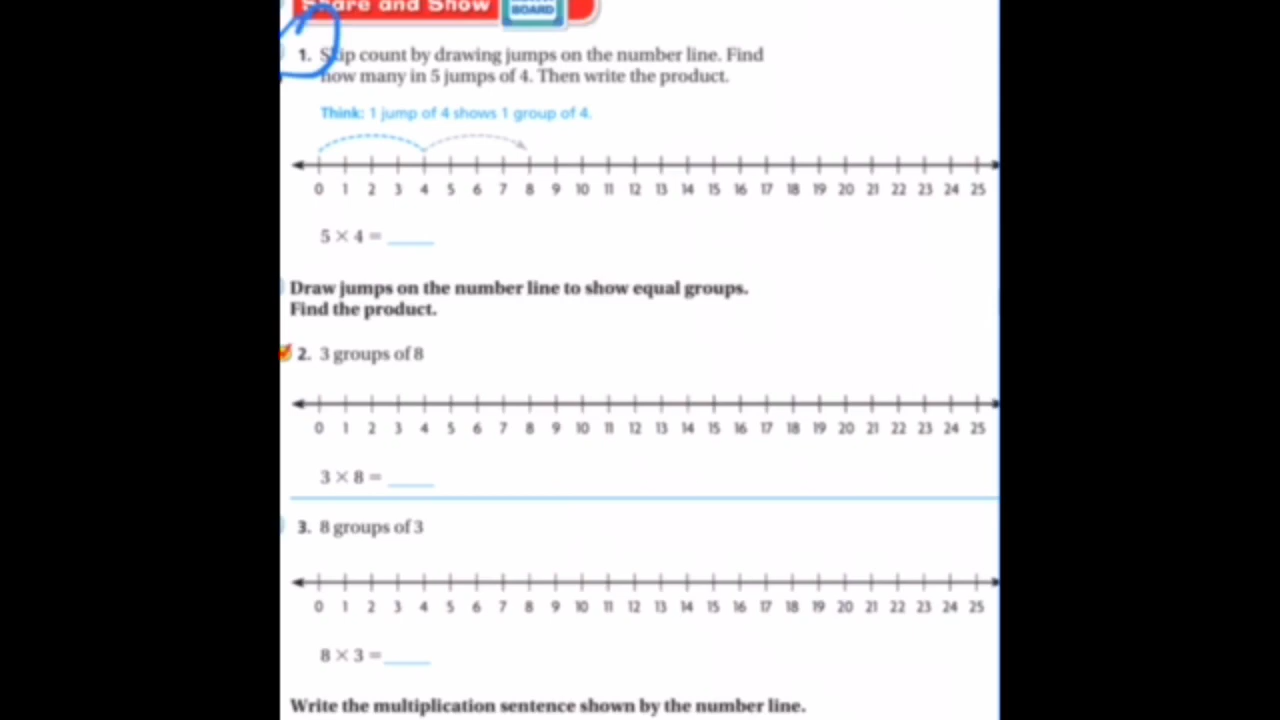 Share and Show
BOARD
1. Skip count by drawing jumps on the number line. Find
how many in 5 jumps of 4. Then write the product.
Think: 1 jump of 4 shows 1 group of 4.
0 1 2 3 4 5 6 7 8 9 10 11 12 13 14 15 16 17 18 19 20 21 22 23 24 25
5 × 4 = ____
Draw jumps on the number line to show equal groups.
Find the product.
2. 3 groups of 8
0 1 2 3 4 5 6 7 8 9 10 11 12 13 14 15 16 17 18 19 20 21 22 23 24 25
3 × 8 = ____
3. 8 groups of 3
0 1 2 3 4 5 6 7 8 9 10 11 12 13 14 15 16 17 18 19 20 21 22 23 24 25
8 × 3 = ____
Write the multiplication sentence shown by the number line.